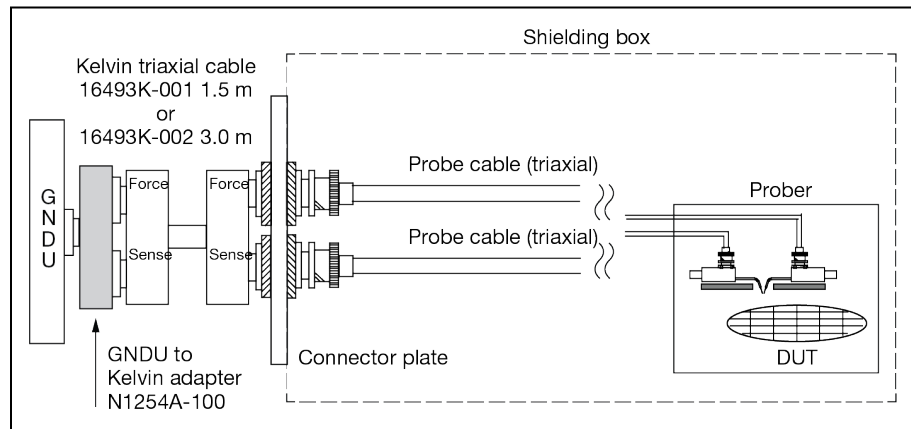 Shielding box
Kelvin triaxial cable
16493K-001 1.5 m
or
16493K-002 3.0 m
GNDU
Force
Sense
Force
Sense
Probe cable (triaxial)
Probe cable (triaxial)
Prober
DUT
Connector plate
GNDU to
Kelvin adapter
N1254A-100